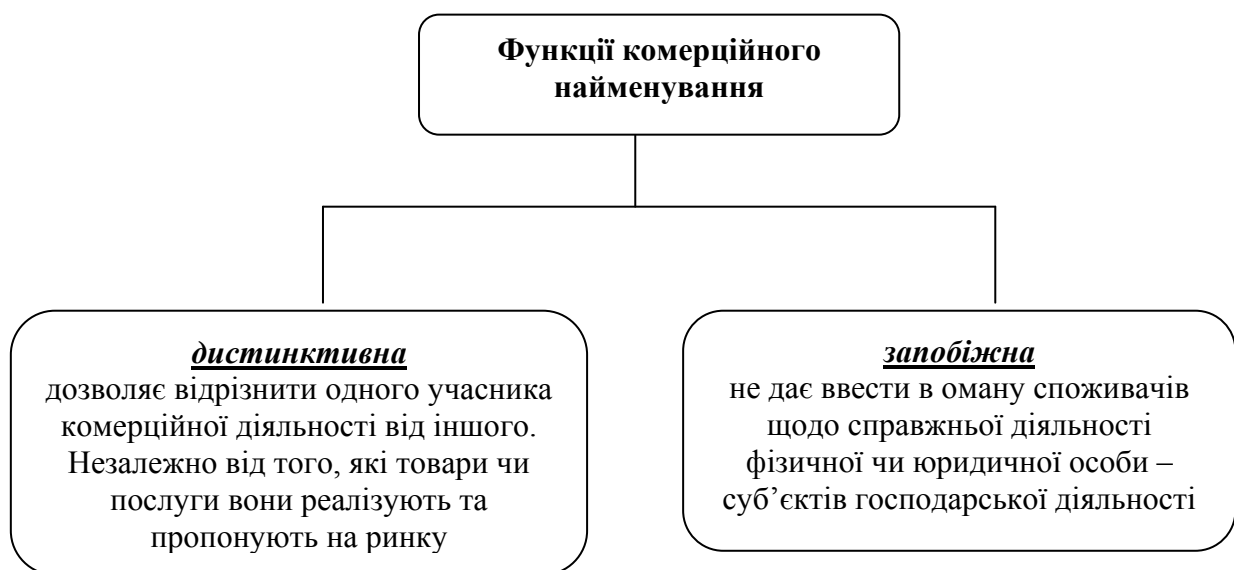 Функції комерційного
найменування
дистинктивна
дозволяє відрізнити одного учасника
комерційної діяльності від іншого.
Незалежно від того, які товари чи
послуги вони реалізують та
пропонують на ринку
запобіжна
не дає ввести в оману споживачів
щодо справжньої діяльності
фізичної чи юридичної особи –
суб’єктів господарської діяльності